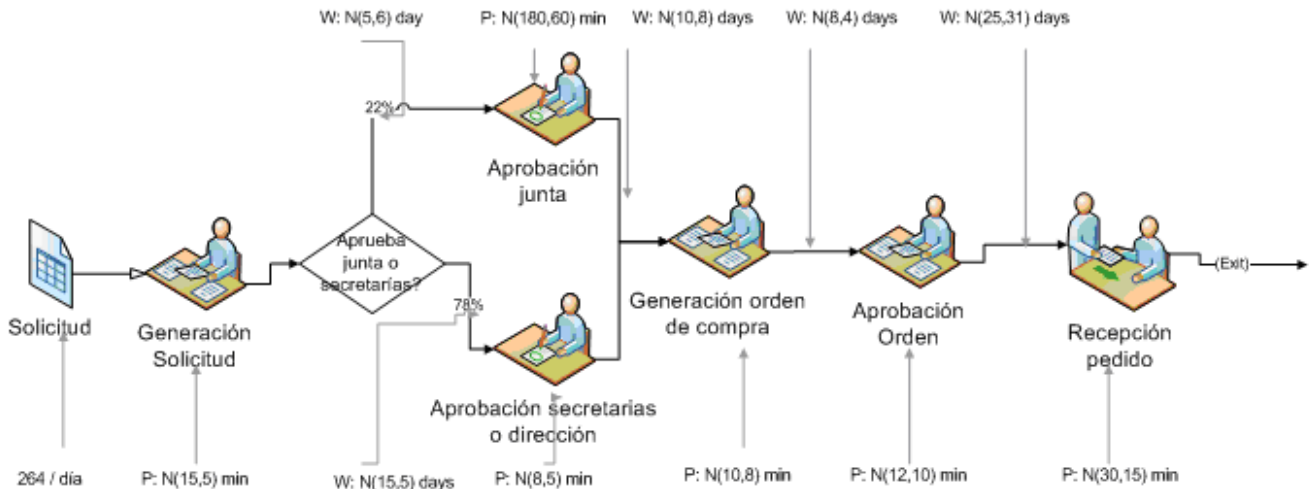 W: N(5,6) day
P: N(180,60) min
W: N(10,8) days
W: N(8,4) days
W: N(25,31) days
22%
Aprobación
junta
Aprueba
junta o
secretarías?
(Exit)
78%
Solicitud
Generación
Solicitud
Generación orden
de compra
Aprobación
Orden
Recepción
pedido
Aprobación secretarias
o dirección
264 / día
P: N(15,5) min
W: N(15,5) days
P: N(8,5) min
P: N(10,8) min
P: N(12,10) min
P: N(30,15) min